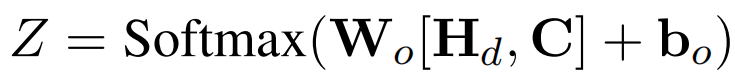 Z = Softmax(W_o[H_d, C] + b_o)